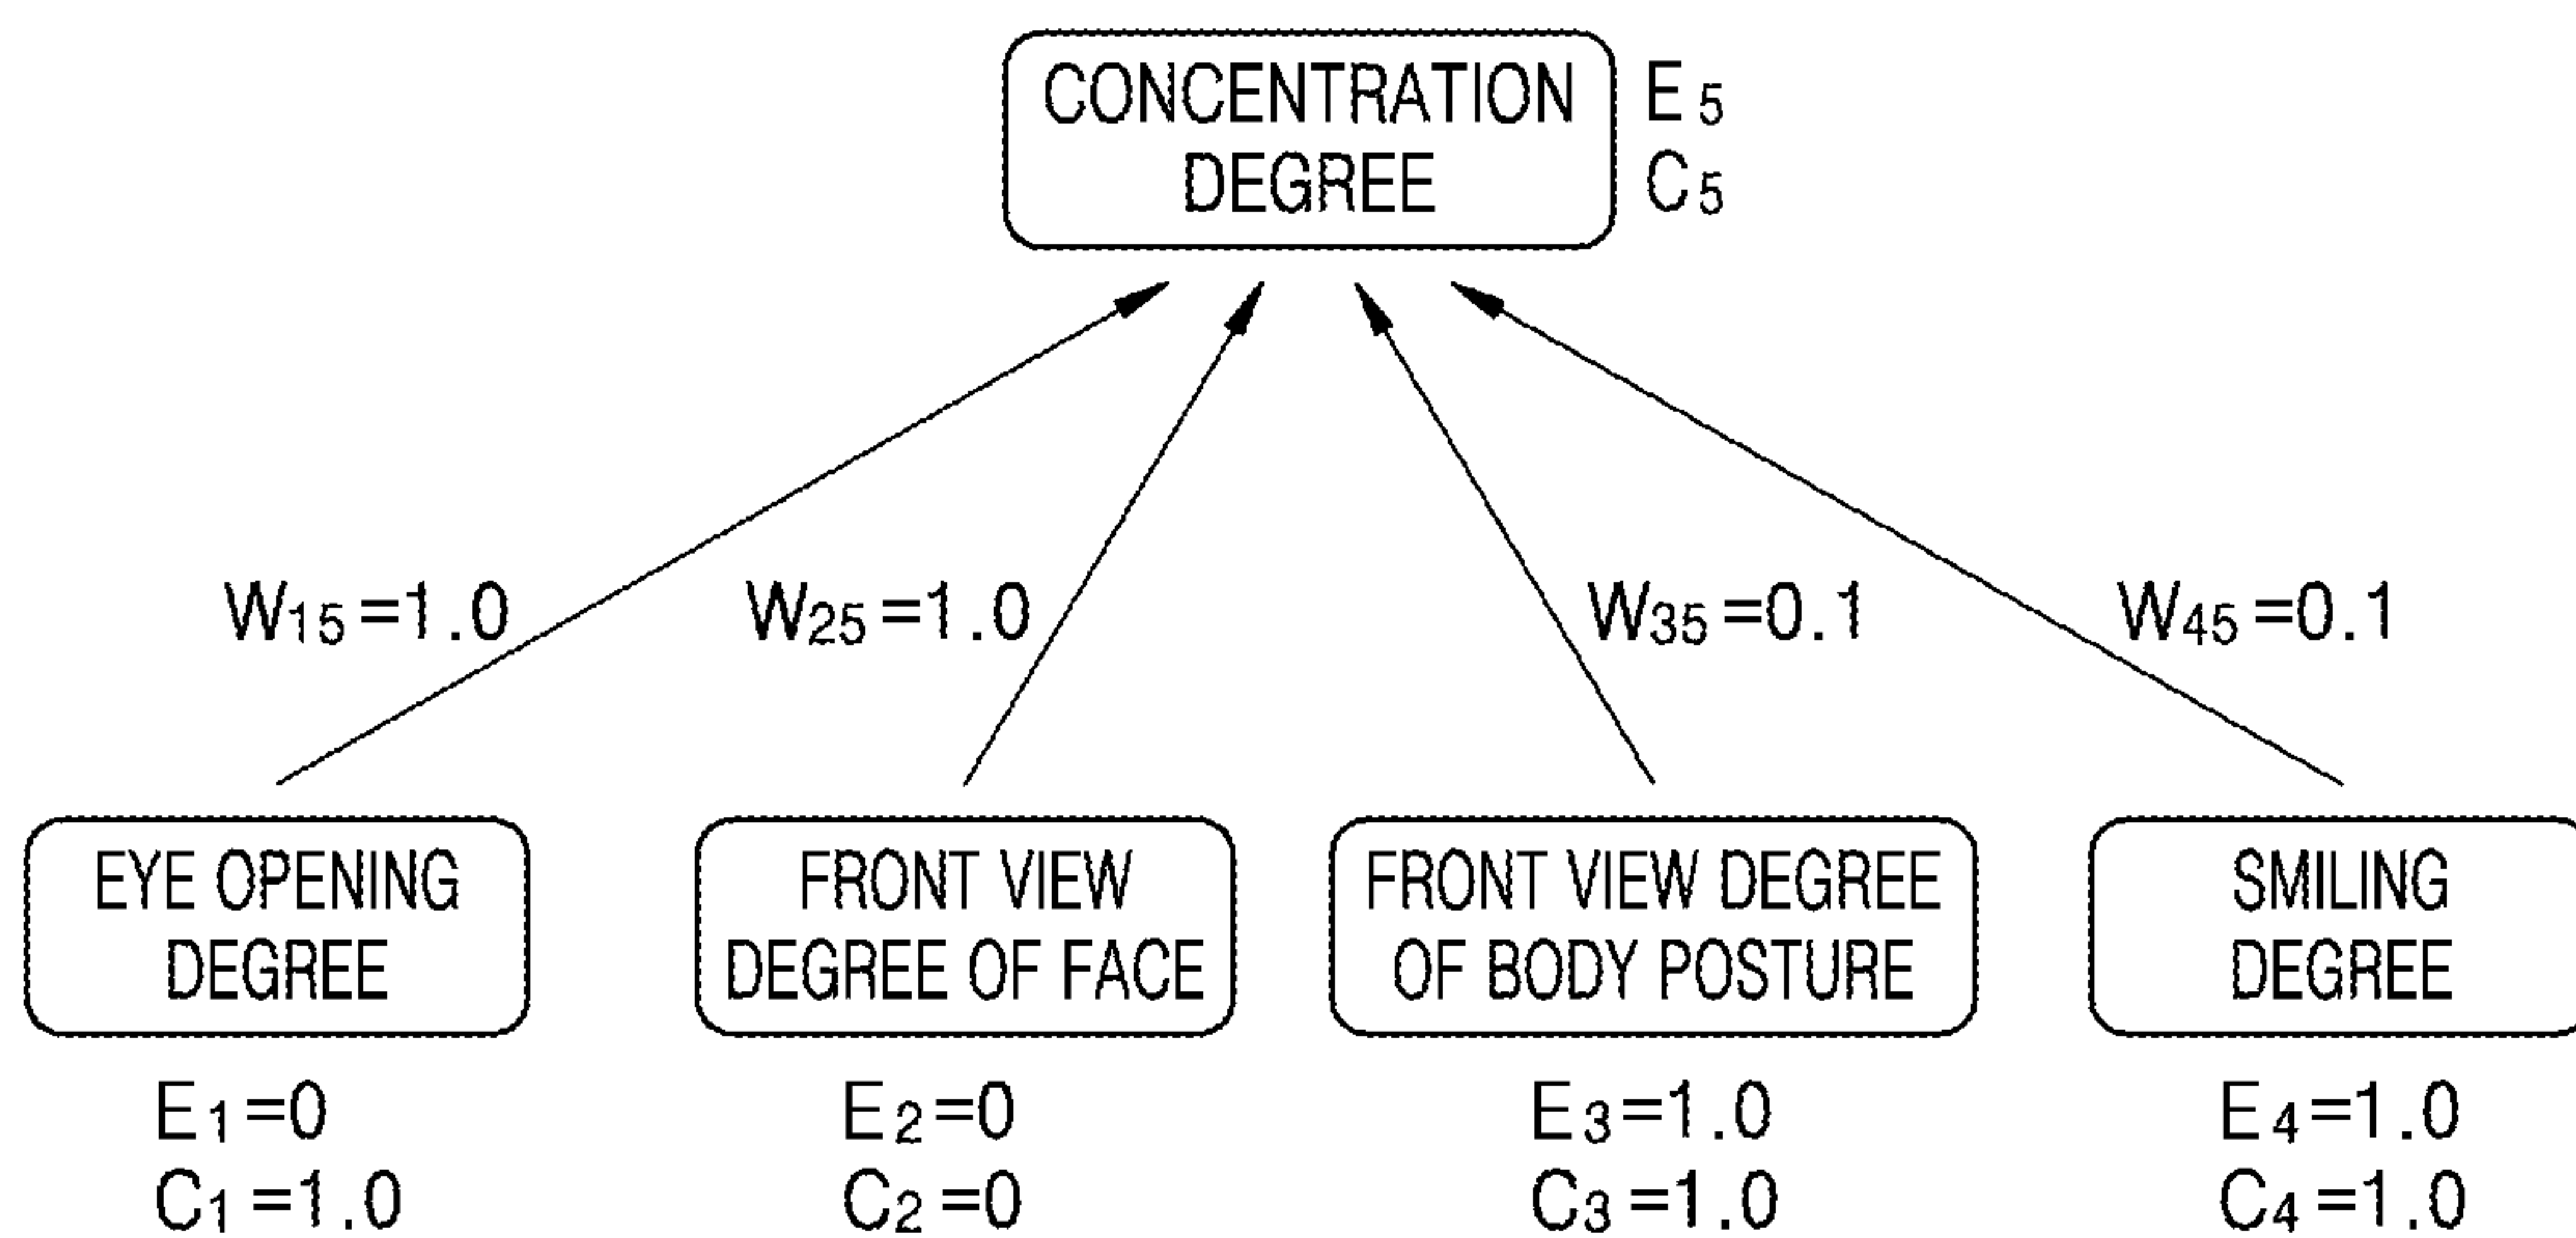 CONCENTRATION
DEGREE
E5
C5
W15=1.0
W25=1.0
W35=0.1
W45=0.1
EYE OPENING
DEGREE
FRONT VIEW
DEGREE OF FACE
FRONT VIEW DEGREE
OF BODY POSTURE
SMILING
DEGREE
E1=0
C1=1.0
E2=0
C2=0
E3=1.0
C3=1.0
E4=1.0
C4=1.0